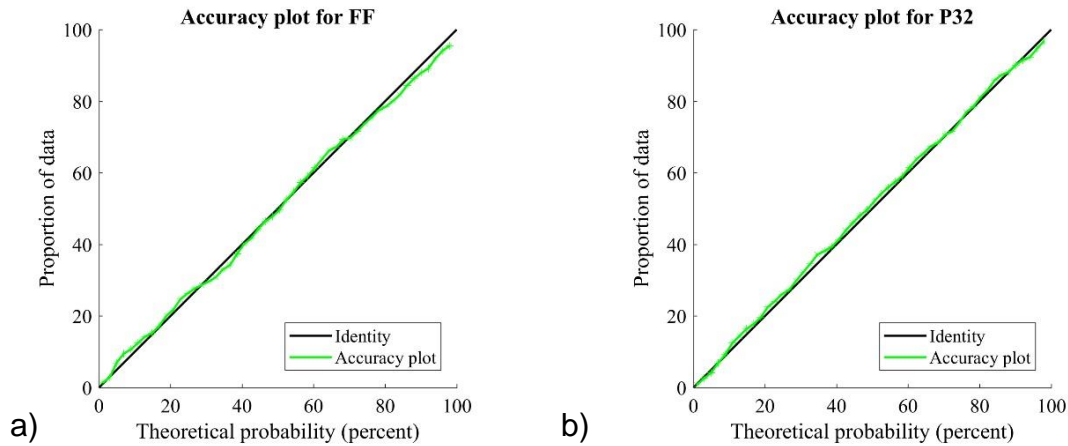 Accuracy plot for FF
100
80
60
40
20
0
Proportion of data
Identity
Accuracy plot
0 20 40 60 80 100
Theoretical probability (percent)
a)
Accuracy plot for P32
100
80
60
40
20
0
Proportion of data
Identity
Accuracy plot
0 20 40 60 80 100
Theoretical probability (percent)
b)